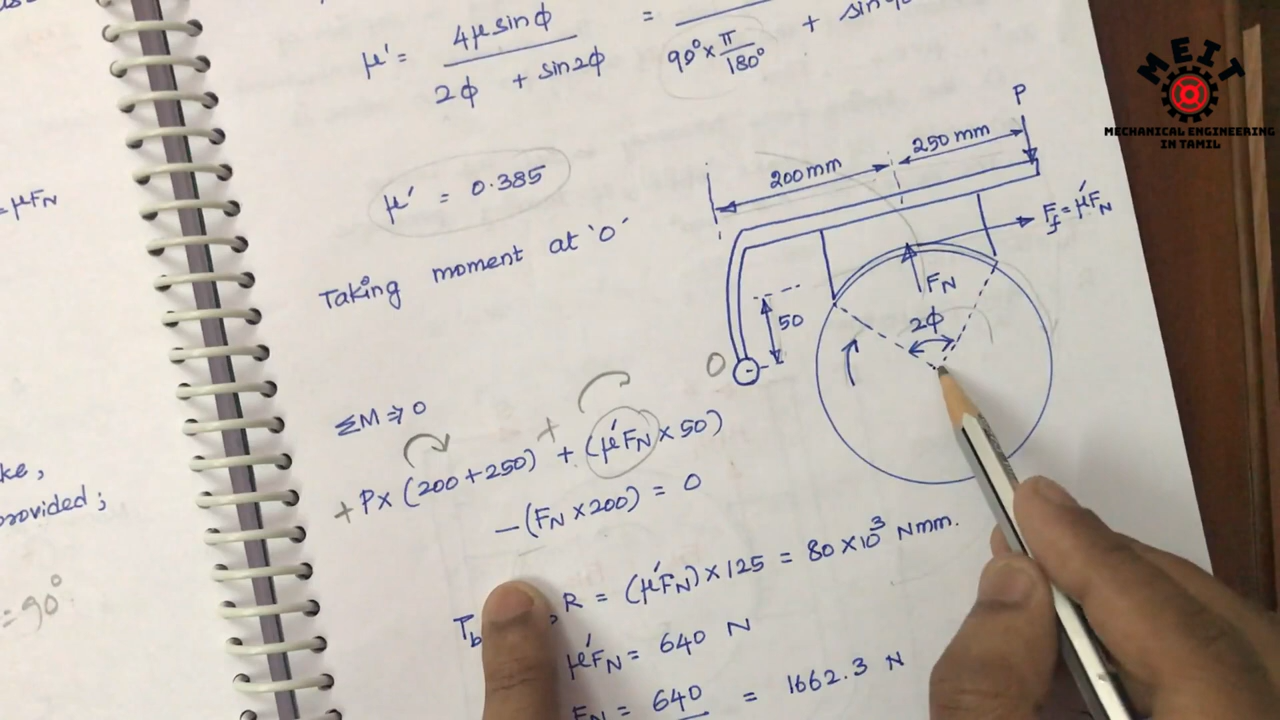 μ' = 4μ sinφ / 2φ + sin2φ = / 90° × π/180° + sin
μ' = 0.385
Taking moment at 'O'
ΣM ⇒ 0
+ P× (200+250) + (μ'FN × 50)
− (FN × 200) = 0
R = (μ'FN) × 125 = 80×10³ Nmm.
μ'FN = 640 N
FN = 640 = 1662.3 N
P
250 mm
200 mm
Ff = μ'FN
FN
2φ
50
O
= μFN
provided;
= 90°
MEIT
MECHANICAL ENGINEERING
IN TAMIL